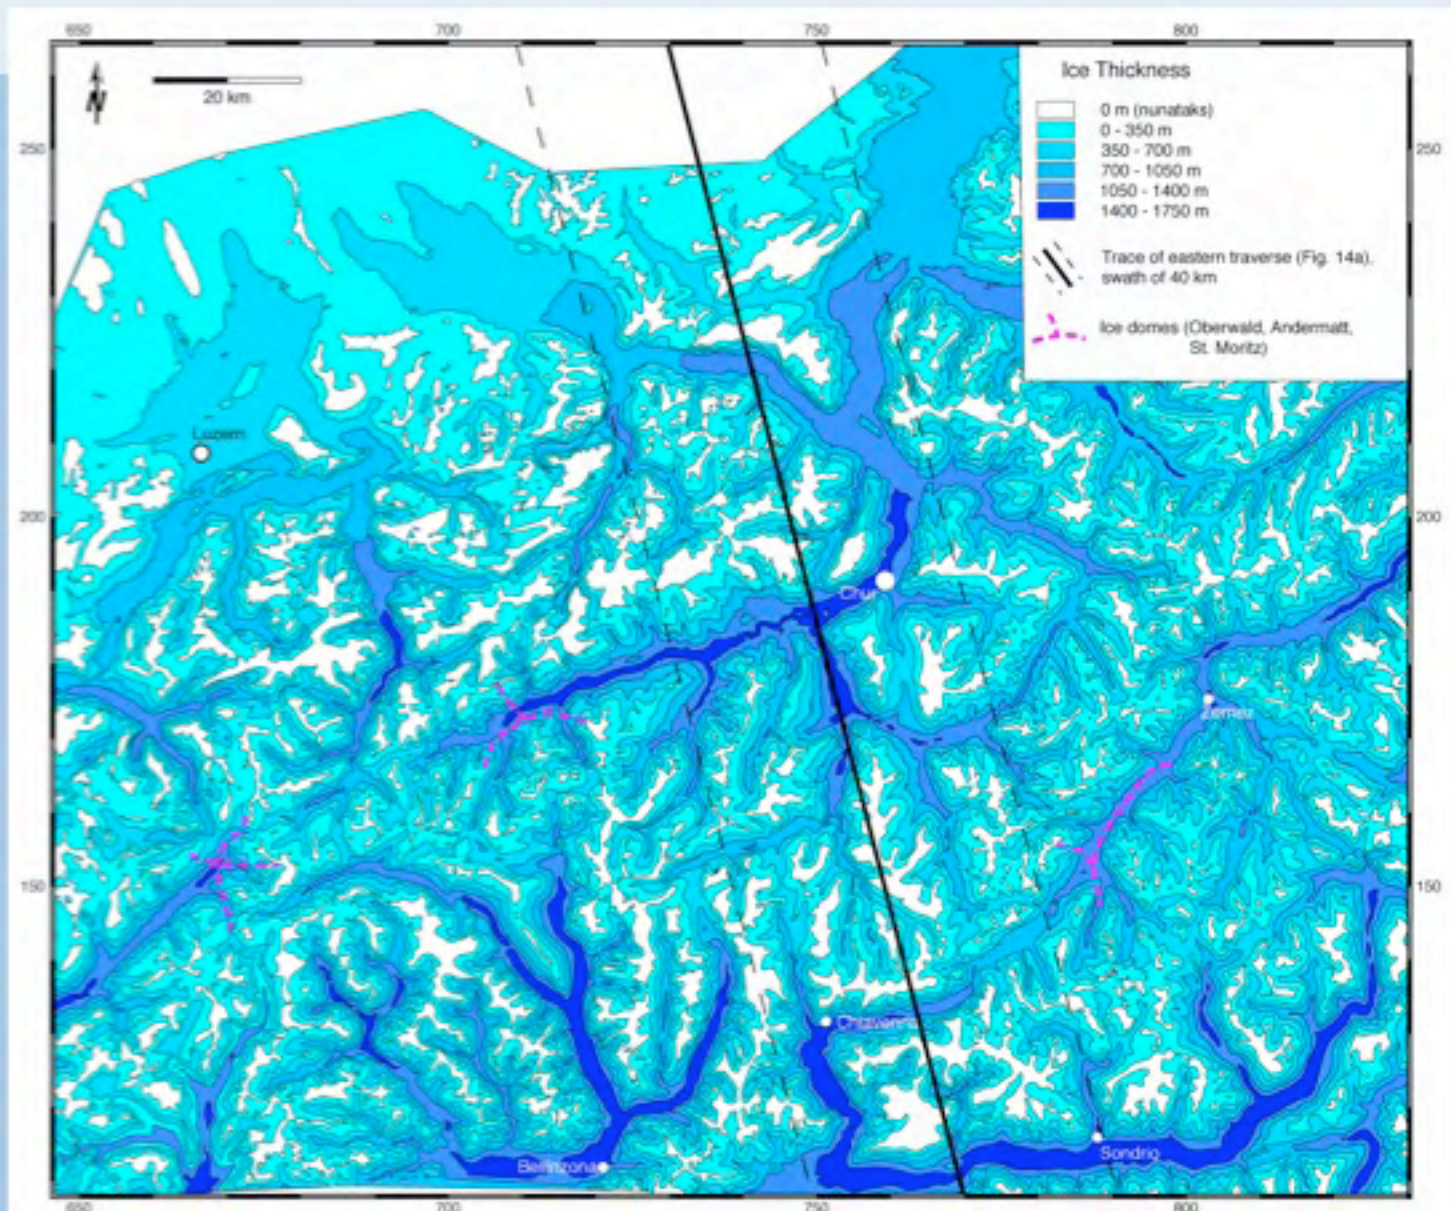 650 700 750 800
N
20 km
Ice Thickness
0 m (nunataks)
0 - 350 m
350 - 700 m
700 - 1050 m
1050 - 1400 m
1400 - 1750 m
Trace of eastern traverse (Fig. 14a),
swath of 40 km
Ice domes (Oberwald, Andermatt,
St. Moritz)
250 250
Luzern
200 200
Chur
Zernez
150 150
Chiavenna
Bellinzona
Sondrio
650 700 750 800